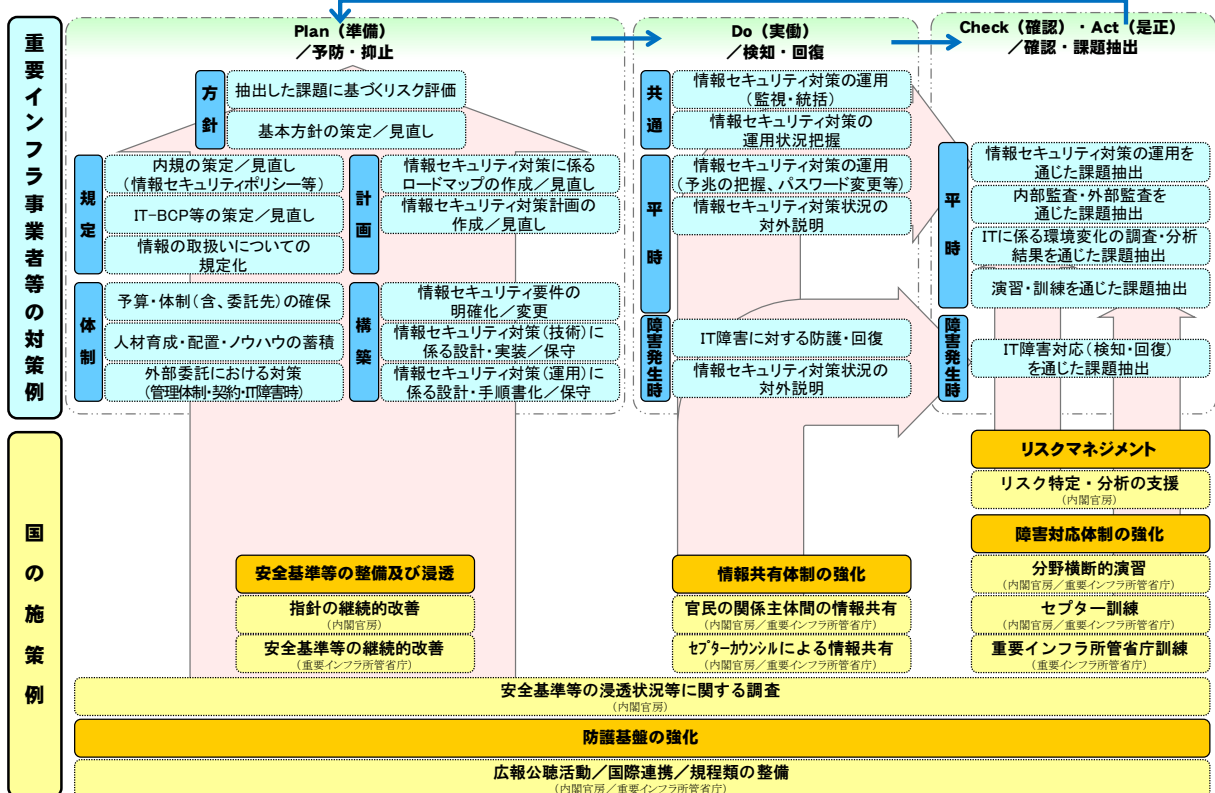 重要インフラ事業者等の対策例
Plan（準備）
／予防・抑止
Do（実働）
／検知・回復
Check（確認）・Act（是正）
／確認・課題抽出
方針
抽出した課題に基づくリスク評価
基本方針の策定／見直し
規定
内規の策定／見直し
（情報セキュリティポリシー等）
IT-BCP等の策定／見直し
情報の取扱いについての
規定化
計画
情報セキュリティ対策に係る
ロードマップの作成／見直し
情報セキュリティ対策計画の
作成／見直し
体制
予算・体制（含、委託先）の確保
人材育成・配置・ノウハウの蓄積
外部委託における対策
（管理体制・契約・IT障害時）
構築
情報セキュリティ要件の
明確化／変更
情報セキュリティ対策（技術）に
係る設計・実装／保守
情報セキュリティ対策（運用）に
係る設計・手順書化／保守
共通
情報セキュリティ対策の運用
（監視・統括）
情報セキュリティ対策の
運用状況把握
平時
情報セキュリティ対策の運用
（予兆の把握、パスワード変更等）
情報セキュリティ対策状況の
対外説明
障害発生時
IT障害に対する防護・回復
情報セキュリティ対策状況の
対外説明
平時
情報セキュリティ対策の運用を
通じた課題抽出
内部監査・外部監査を
通じた課題抽出
ITに係る環境変化の調査・分析
結果を通じた課題抽出
演習・訓練を通じた課題抽出
障害発生時
IT障害対応（検知・回復）
を通じた課題抽出
国の施策例
安全基準等の整備及び浸透
指針の継続的改善
（内閣官房）
安全基準等の継続的改善
（重要インフラ所管省庁）
情報共有体制の強化
官民の関係主体間の情報共有
（内閣官房／重要インフラ所管省庁）
ｾﾌﾟﾀｰｶｳﾝｼﾙによる情報共有
（内閣官房／重要インフラ所管省庁）
リスクマネジメント
リスク特定・分析の支援
（内閣官房）
障害対応体制の強化
分野横断的演習
（内閣官房／重要インフラ所管省庁）
セプター訓練
（内閣官房／重要インフラ所管省庁）
重要インフラ所管省庁訓練
（重要インフラ所管省庁）
安全基準等の浸透状況等に関する調査
（内閣官房）
防護基盤の強化
広報公聴活動／国際連携／規程類の整備
（内閣官房／重要インフラ所管省庁）